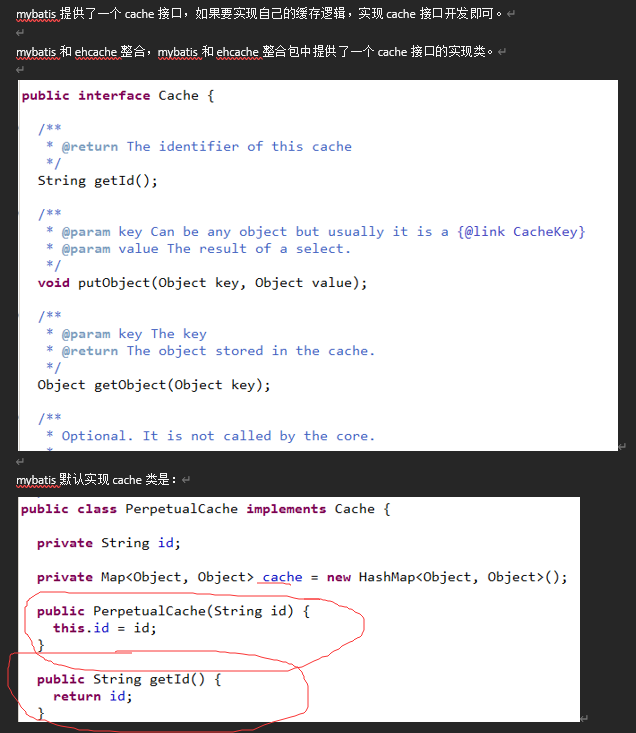 mybatis 提供了一个 cache 接口，如果要实现自己的缓存逻辑，实现 cache 接口开发即可。
mybatis 和 ehcache 整合，mybatis 和 ehcache 整合包中提供了一个 cache 接口的实现类。
public interface Cache {
/**
* @return The identifier of this cache
*/
String getId();
/**
* @param key Can be any object but usually it is a {@link CacheKey}
* @param value The result of a select.
*/
void putObject(Object key, Object value);
/**
* @param key The key
* @return The object stored in the cache.
*/
Object getObject(Object key);
/**
* Optional. It is not called by the core.
mybatis 默认实现 cache 类是：
public class PerpetualCache implements Cache {
private String id;
private Map<Object, Object> cache = new HashMap<Object, Object>();
public PerpetualCache(String id) {
this.id = id;
}
public String getId() {
return id;
}